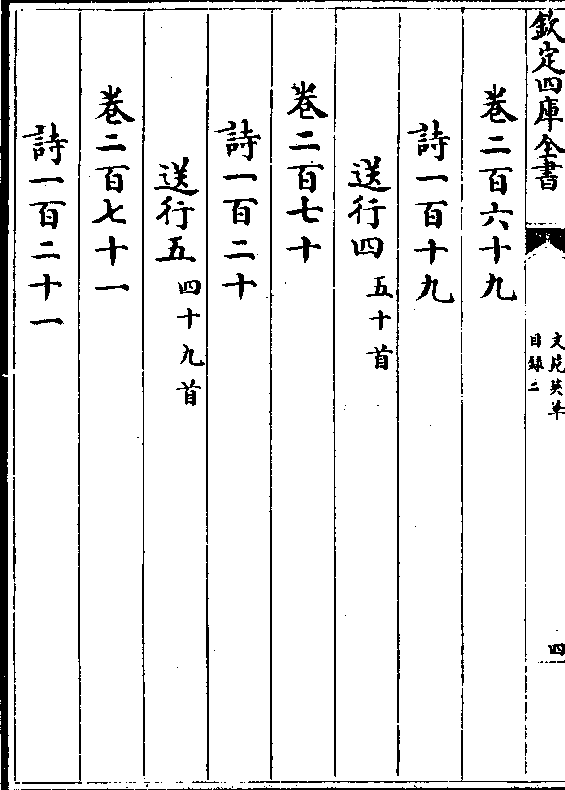 欽定四庫全書
文苑英華
目録二
四
卷二百六十九
詩一百十九
送行四 五十首
卷二百七十
詩一百二十
送行五 四十九首
卷二百七十一
詩一百二十一